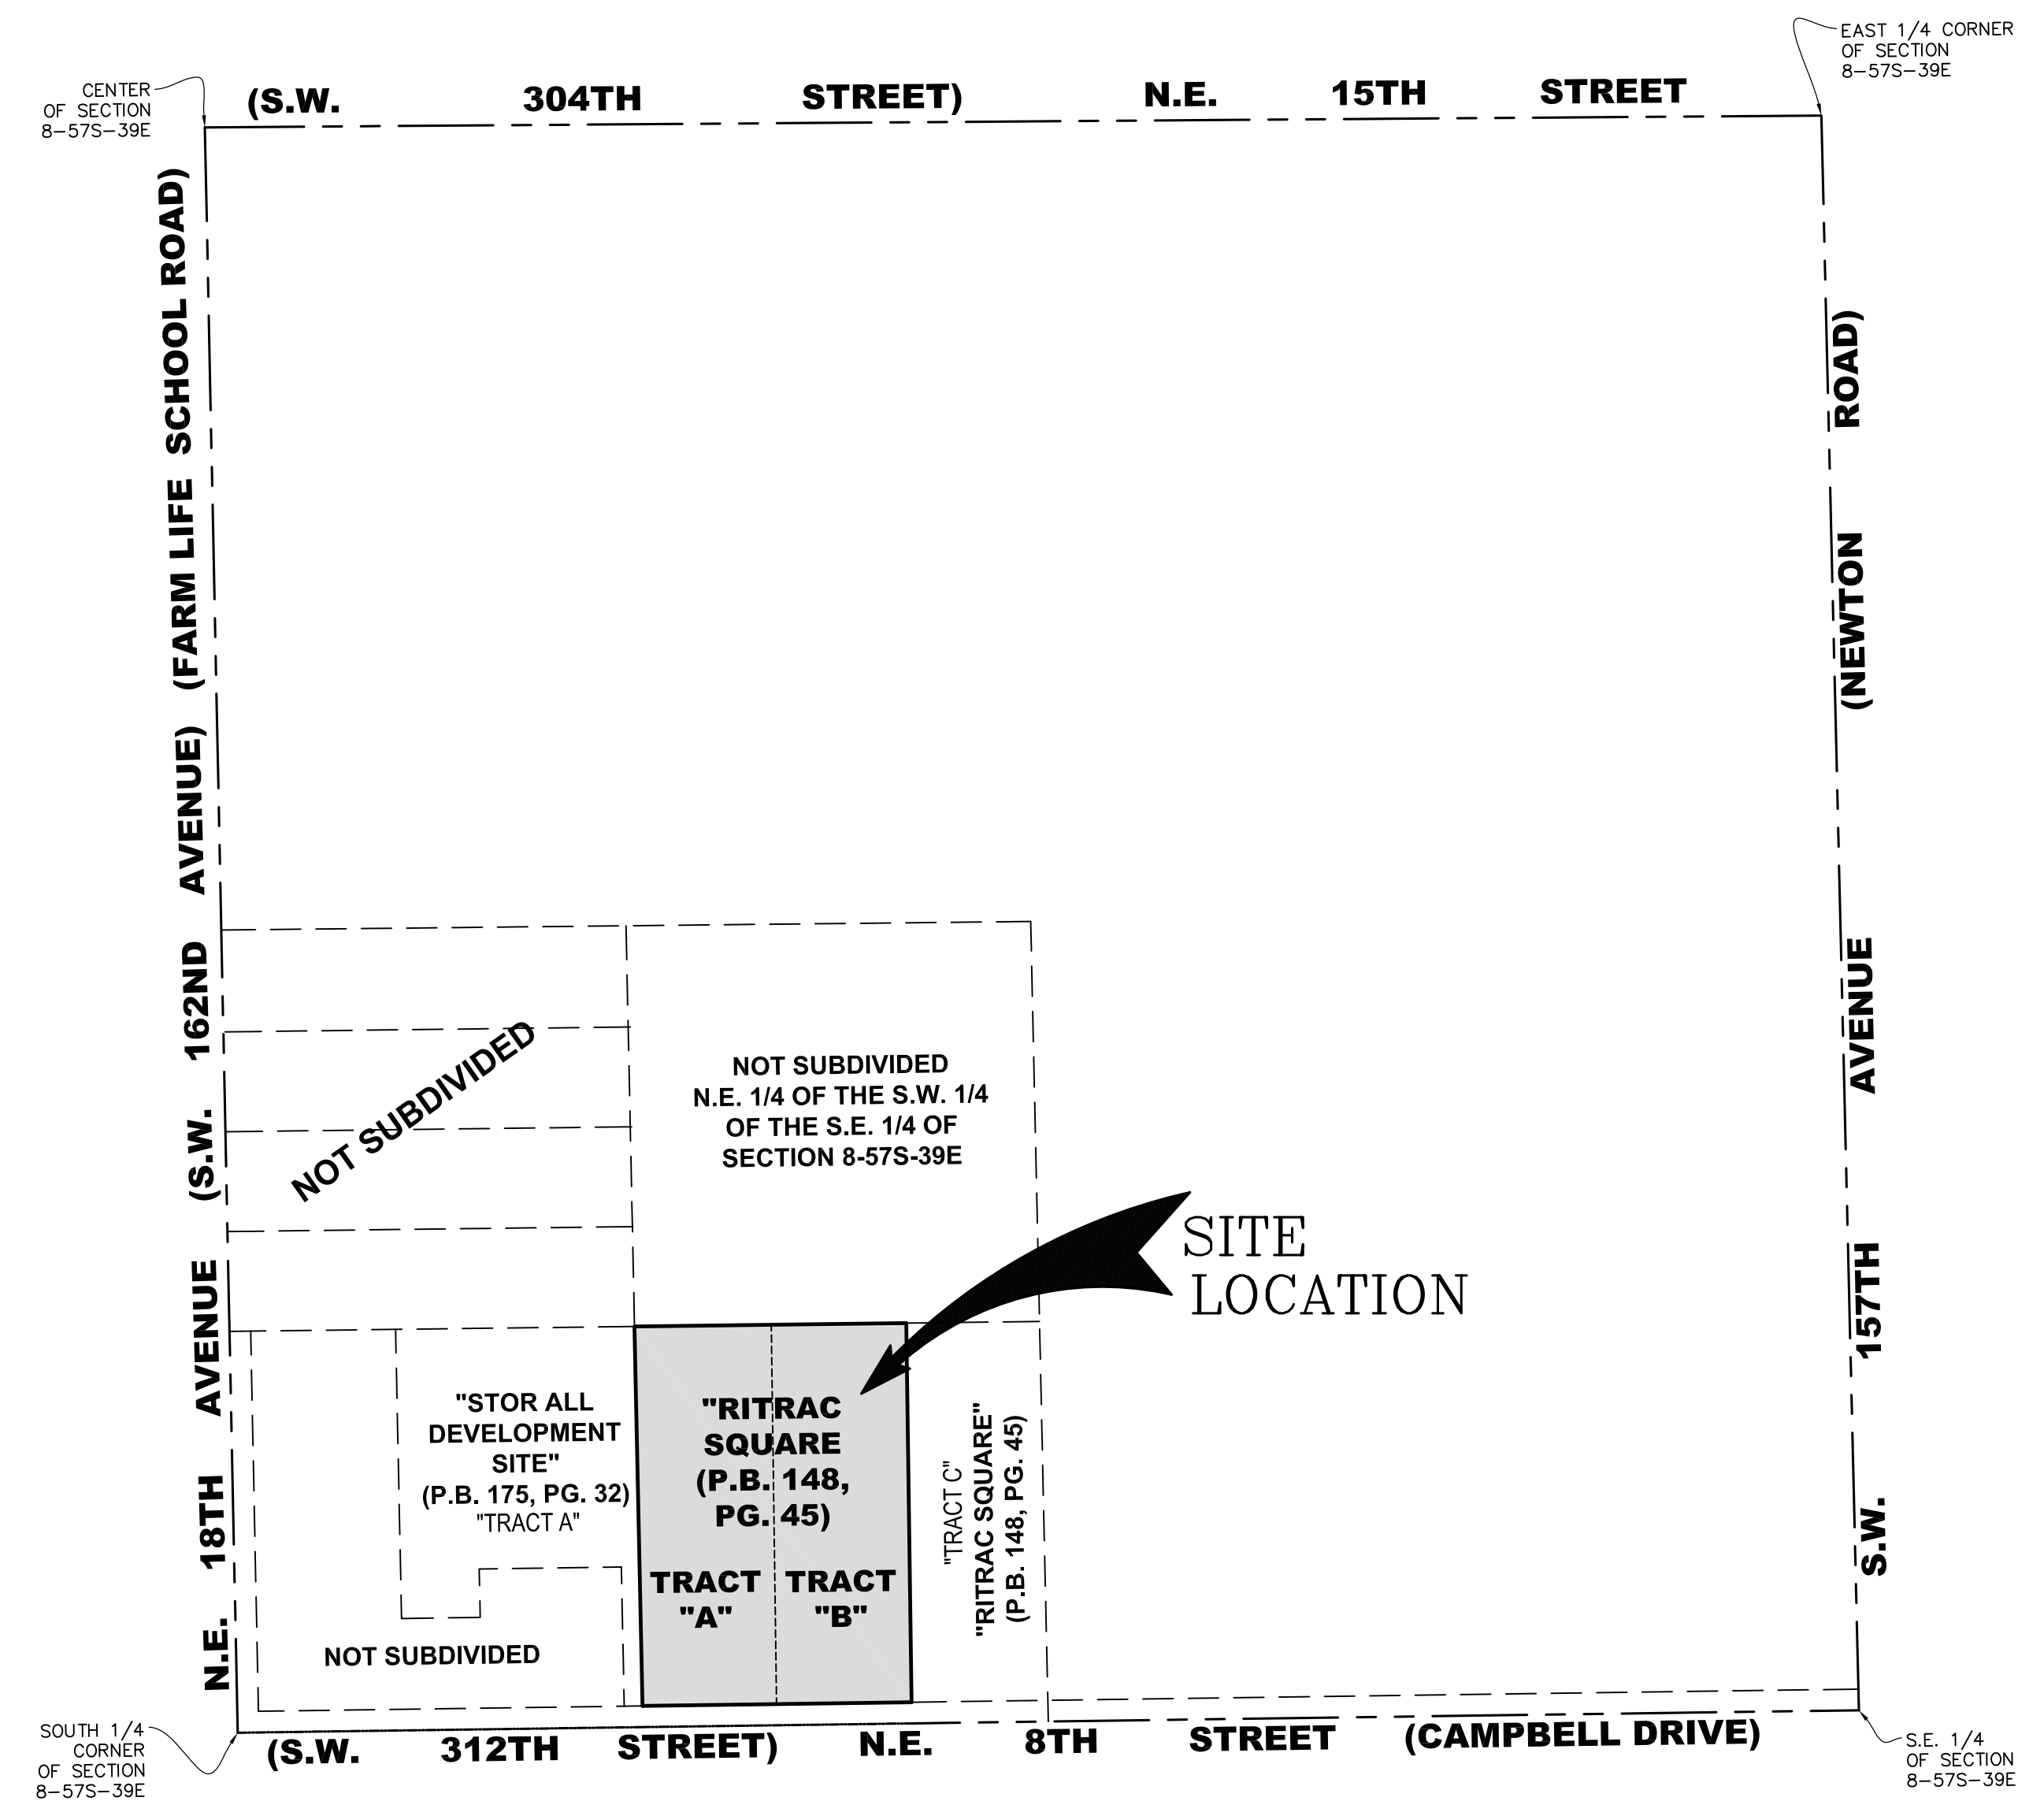 CENTER
OF SECTION
8-57S-39E
(S.W. 304TH STREET) N.E. 15TH STREET
EAST 1/4 CORNER
OF SECTION
8-57S-39E
N.E. 18TH AVENUE (S.W. 162ND AVENUE) (FARM LIFE SCHOOL ROAD)
S.W. 157TH AVENUE (NEWTON ROAD)
NOT SUBDIVIDED
NOT SUBDIVIDED
N.E. 1/4 OF THE S.W. 1/4
OF THE S.E. 1/4 OF
SECTION 8-57S-39E
SITE
LOCATION
"STOR ALL
DEVELOPMENT
SITE"
(P.B. 175, PG. 32)
"TRACT A"
"RITRAC
SQUARE
(P.B. 148,
PG. 45)
TRACT
"A"
TRACT
"B"
"TRACT C"
"RITRAC SQUARE"
(P.B. 148, PG. 45)
NOT SUBDIVIDED
SOUTH 1/4
CORNER
OF SECTION
8-57S-39E
(S.W. 312TH STREET) N.E. 8TH STREET (CAMPBELL DRIVE)
S.E. 1/4
OF SECTION
8-57S-39E